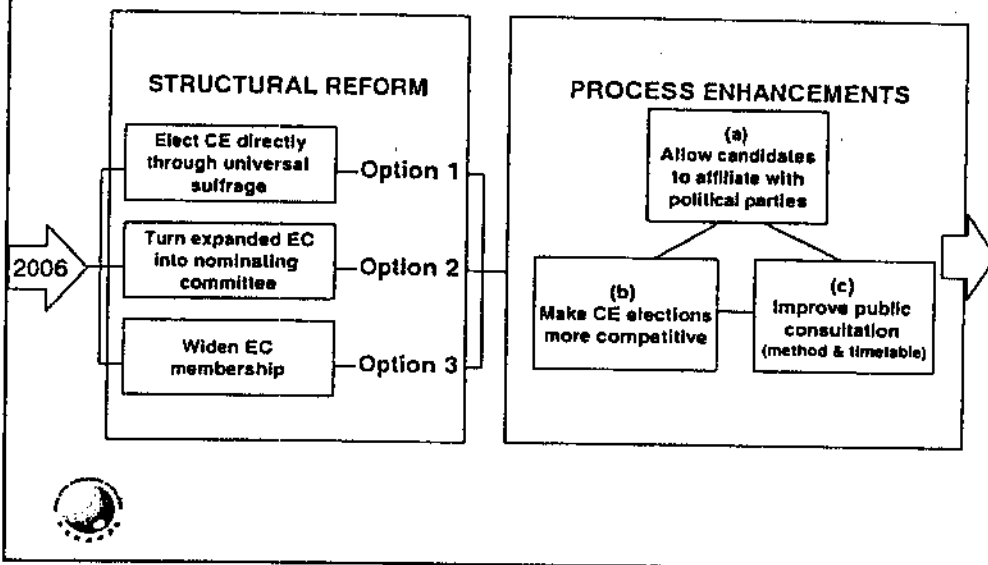 2006
STRUCTURAL REFORM
Elect CE directly
through universal
sulfrage
Option 1
Turn expanded EC
into nominating
committee
Option 2
Widen EC
membership
Option 3
PROCESS ENHANCEMENTS
(a)
Allow candidates
to affiliate with
political parties
(b)
Make CE elections
more competitive
(c)
Improve public
consultation
(method & timetable)